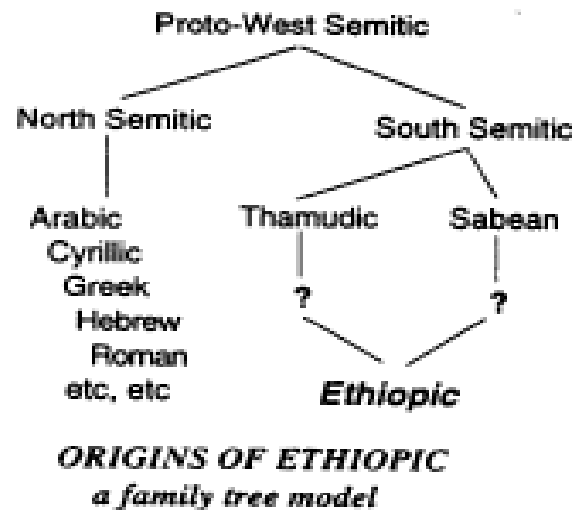 Proto-West Semitic
North Semitic
South Semitic
Arabic
Cyrillic
Greek
Hebrew
Roman
etc, etc
Thamudic
Sabean
?
?
Ethiopic
ORIGINS OF ETHIOPIC
a family tree model